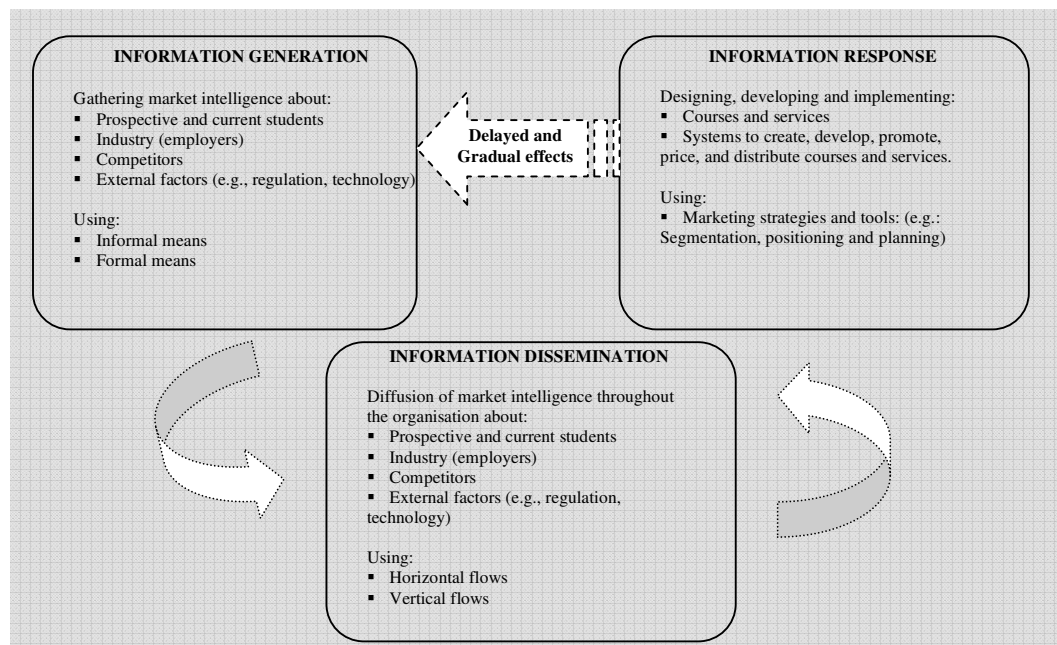 INFORMATION GENERATION
Gathering market intelligence about:
▪ Prospective and current students
▪ Industry (employers)
▪ Competitors
▪ External factors (e.g., regulation, technology)
Using:
▪ Informal means
▪ Formal means
Delayed and
Gradual effects
INFORMATION RESPONSE
Designing, developing and implementing:
▪ Courses and services
▪ Systems to create, develop, promote,
price, and distribute courses and services.
Using:
▪ Marketing strategies and tools: (e.g.:
Segmentation, positioning and planning)
INFORMATION DISSEMINATION
Diffusion of market intelligence throughout
the organisation about:
▪ Prospective and current students
▪ Industry (employers)
▪ Competitors
▪ External factors (e.g., regulation,
technology)
Using:
▪ Horizontal flows
▪ Vertical flows